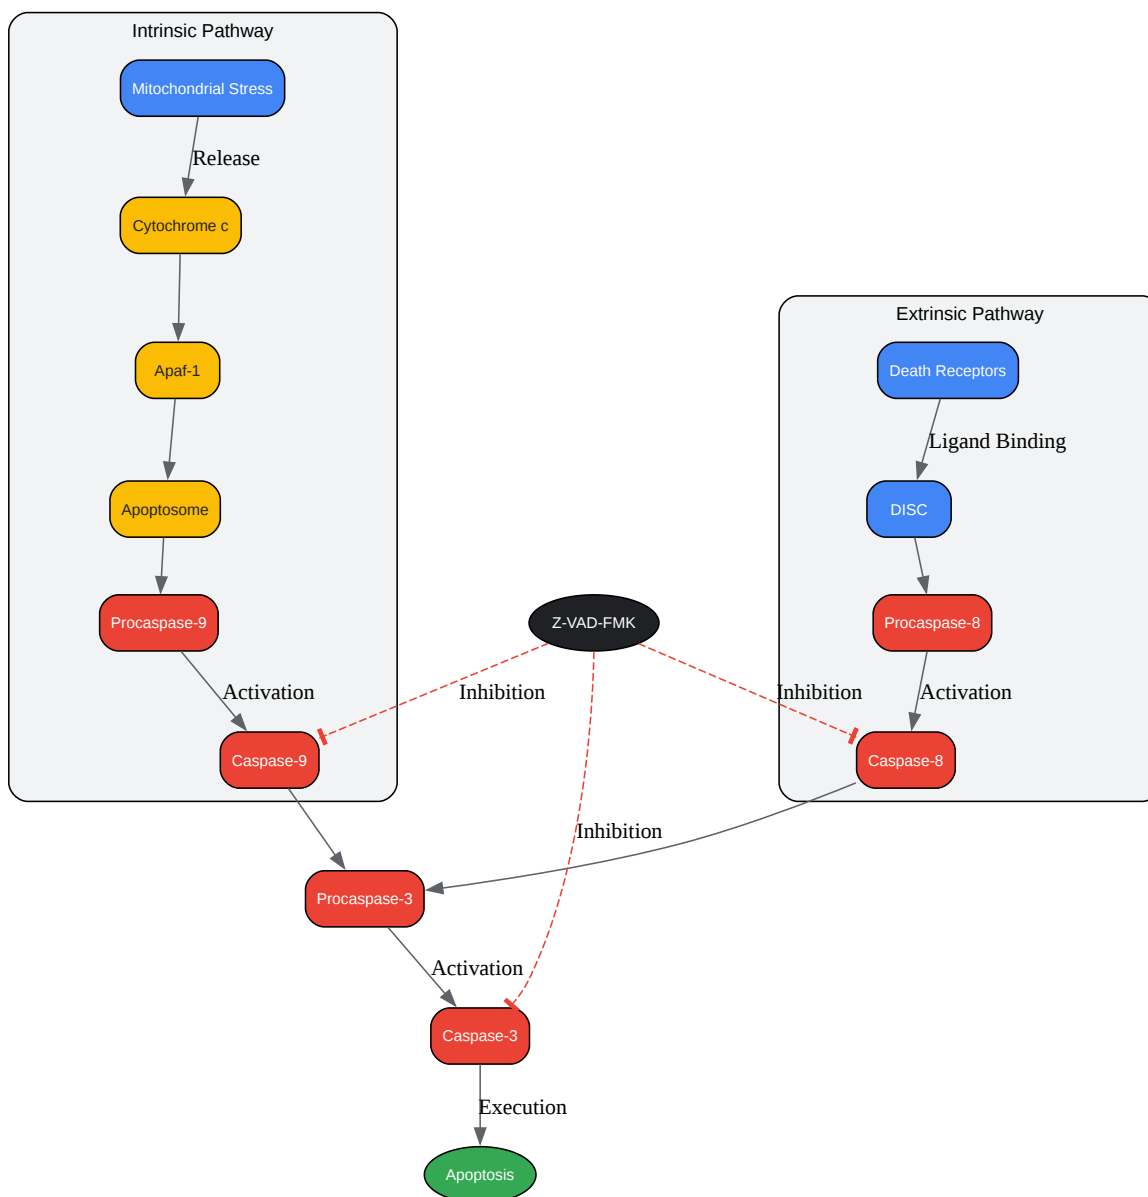 Intrinsic Pathway
Mitochondrial Stress
Release
Cytochrome c
Apaf-1
Apoptosome
Procaspase-9
Activation
Caspase-9
Extrinsic Pathway
Death Receptors
Ligand Binding
DISC
Procaspase-8
Activation
Caspase-8
Z-VAD-FMK
Inhibition
Inhibition
Inhibition
Procaspase-3
Activation
Caspase-3
Execution
Apoptosis